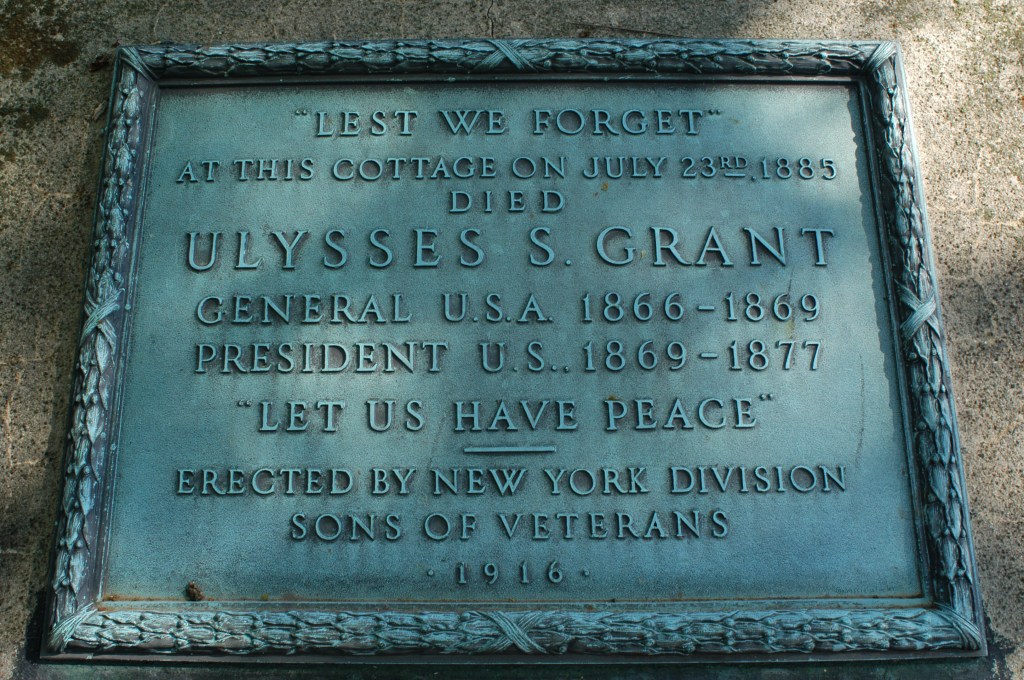 "LEST WE FORGET"
AT THIS COTTAGE ON JULY 23RD, 1885
DIED
ULYSSES S. GRANT
GENERAL U.S.A. 1866-1869
PRESIDENT U.S., 1869-1877
"LET US HAVE PEACE"
ERECTED BY NEW YORK DIVISION
SONS OF VETERANS
· 1916 ·